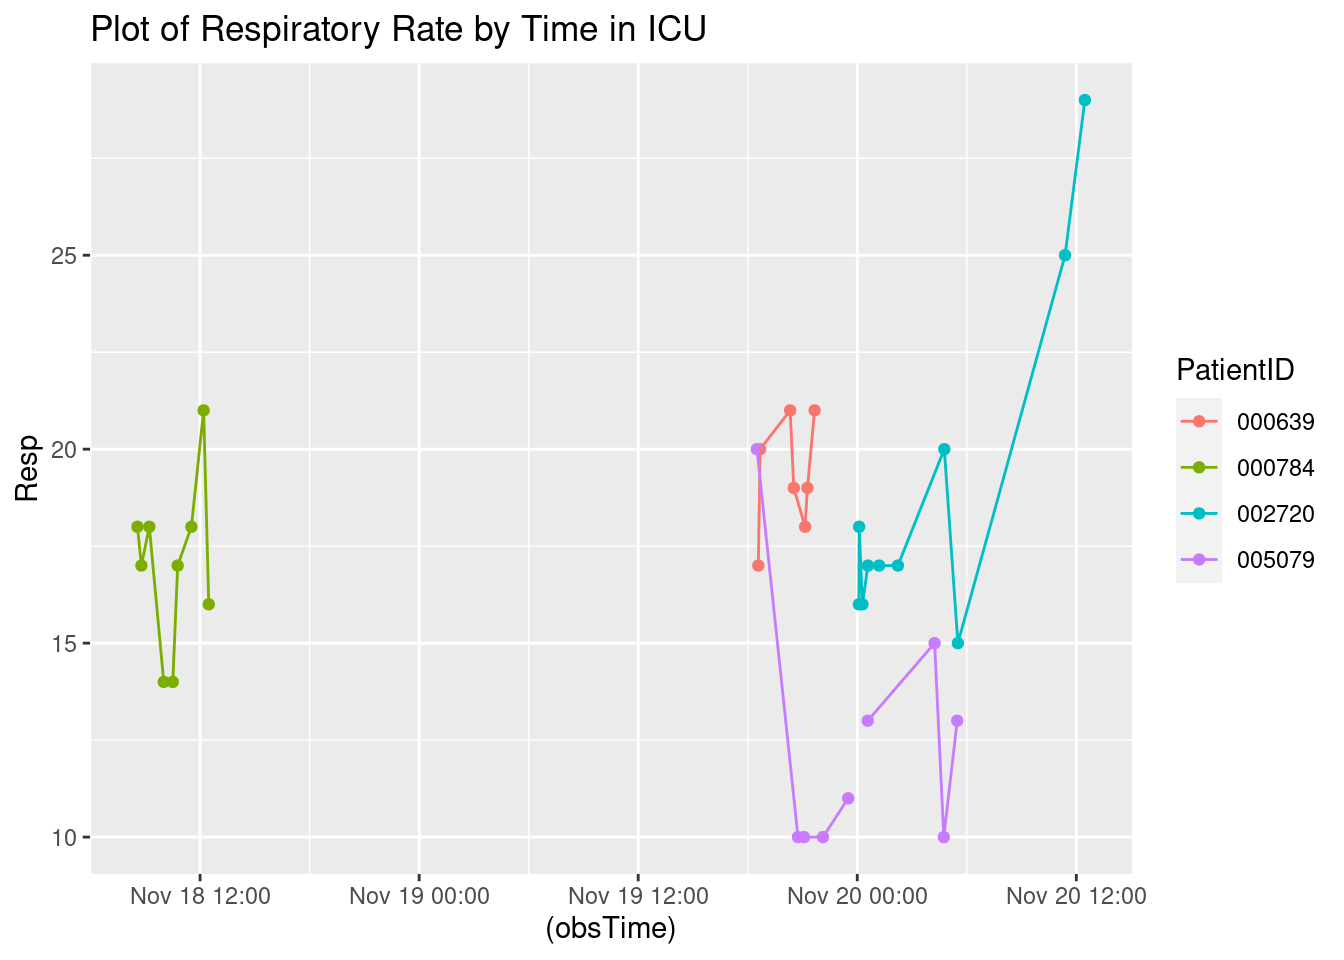 Plot of Respiratory Rate by Time in ICU
Resp
25
20
15
10
Nov 18 12:00
Nov 19 00:00
Nov 19 12:00
Nov 20 00:00
Nov 20 12:00
(obsTime)
PatientID
000639
000784
002720
005079